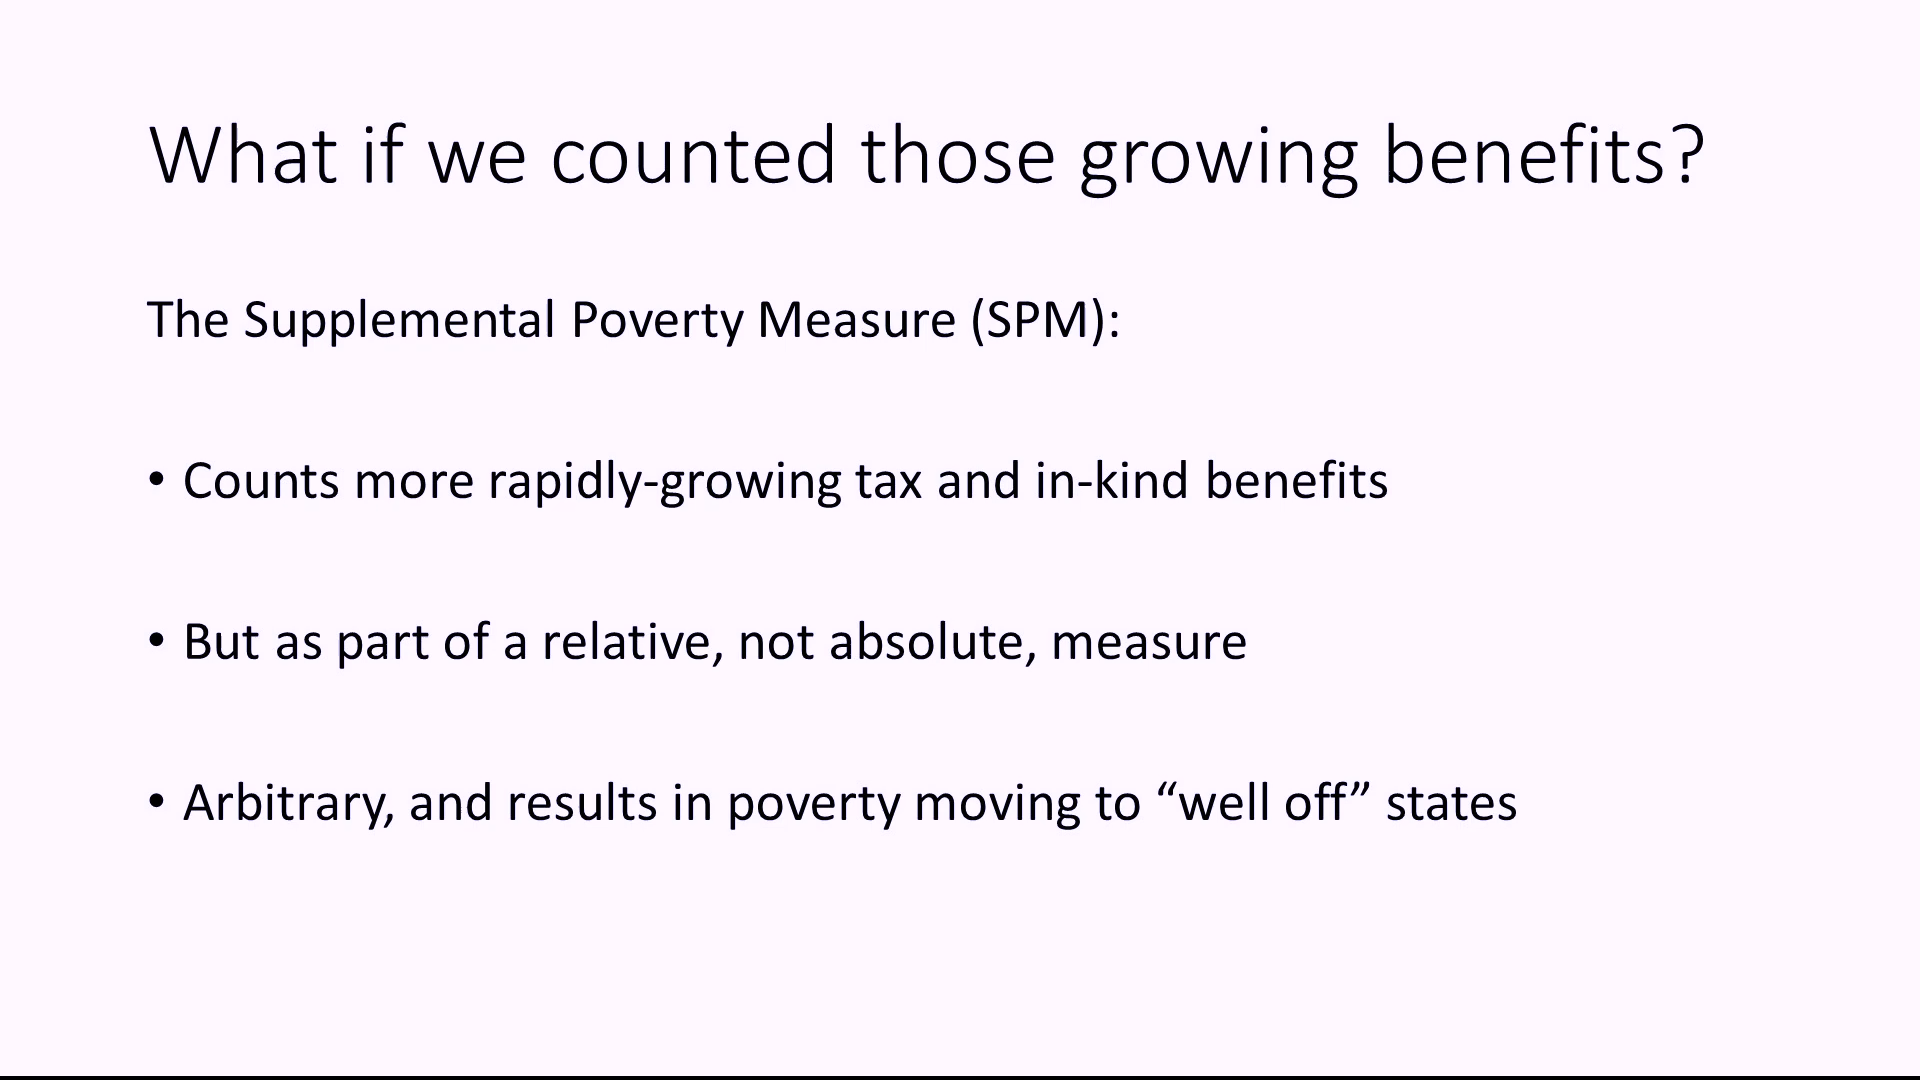 What if we counted those growing benefits?
The Supplemental Poverty Measure (SPM):
• Counts more rapidly-growing tax and in-kind benefits
• But as part of a relative, not absolute, measure
• Arbitrary, and results in poverty moving to “well off” states